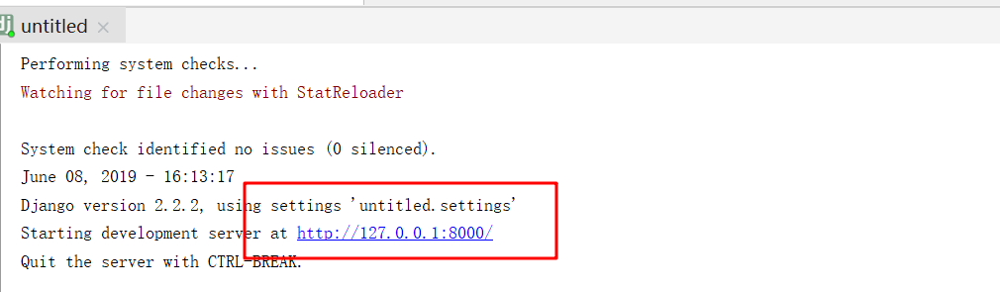 dj untitled
Performing system checks...
Watching for file changes with StatReloader
System check identified no issues (0 silenced).
June 08, 2019 - 16:13:17
Django version 2.2.2, using settings 'untitled.settings'
Starting development server at http://127.0.0.1:8000/
Quit the server with CTRL-BREAK.